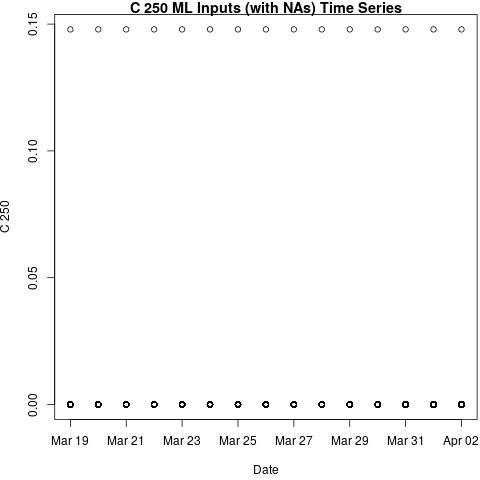 C 250 ML Inputs (with NAs) Time Series
0.15
0.10
0.05
0.00
C 250
Mar 19 Mar 21 Mar 23 Mar 25 Mar 27 Mar 29 Mar 31 Apr 02
Date